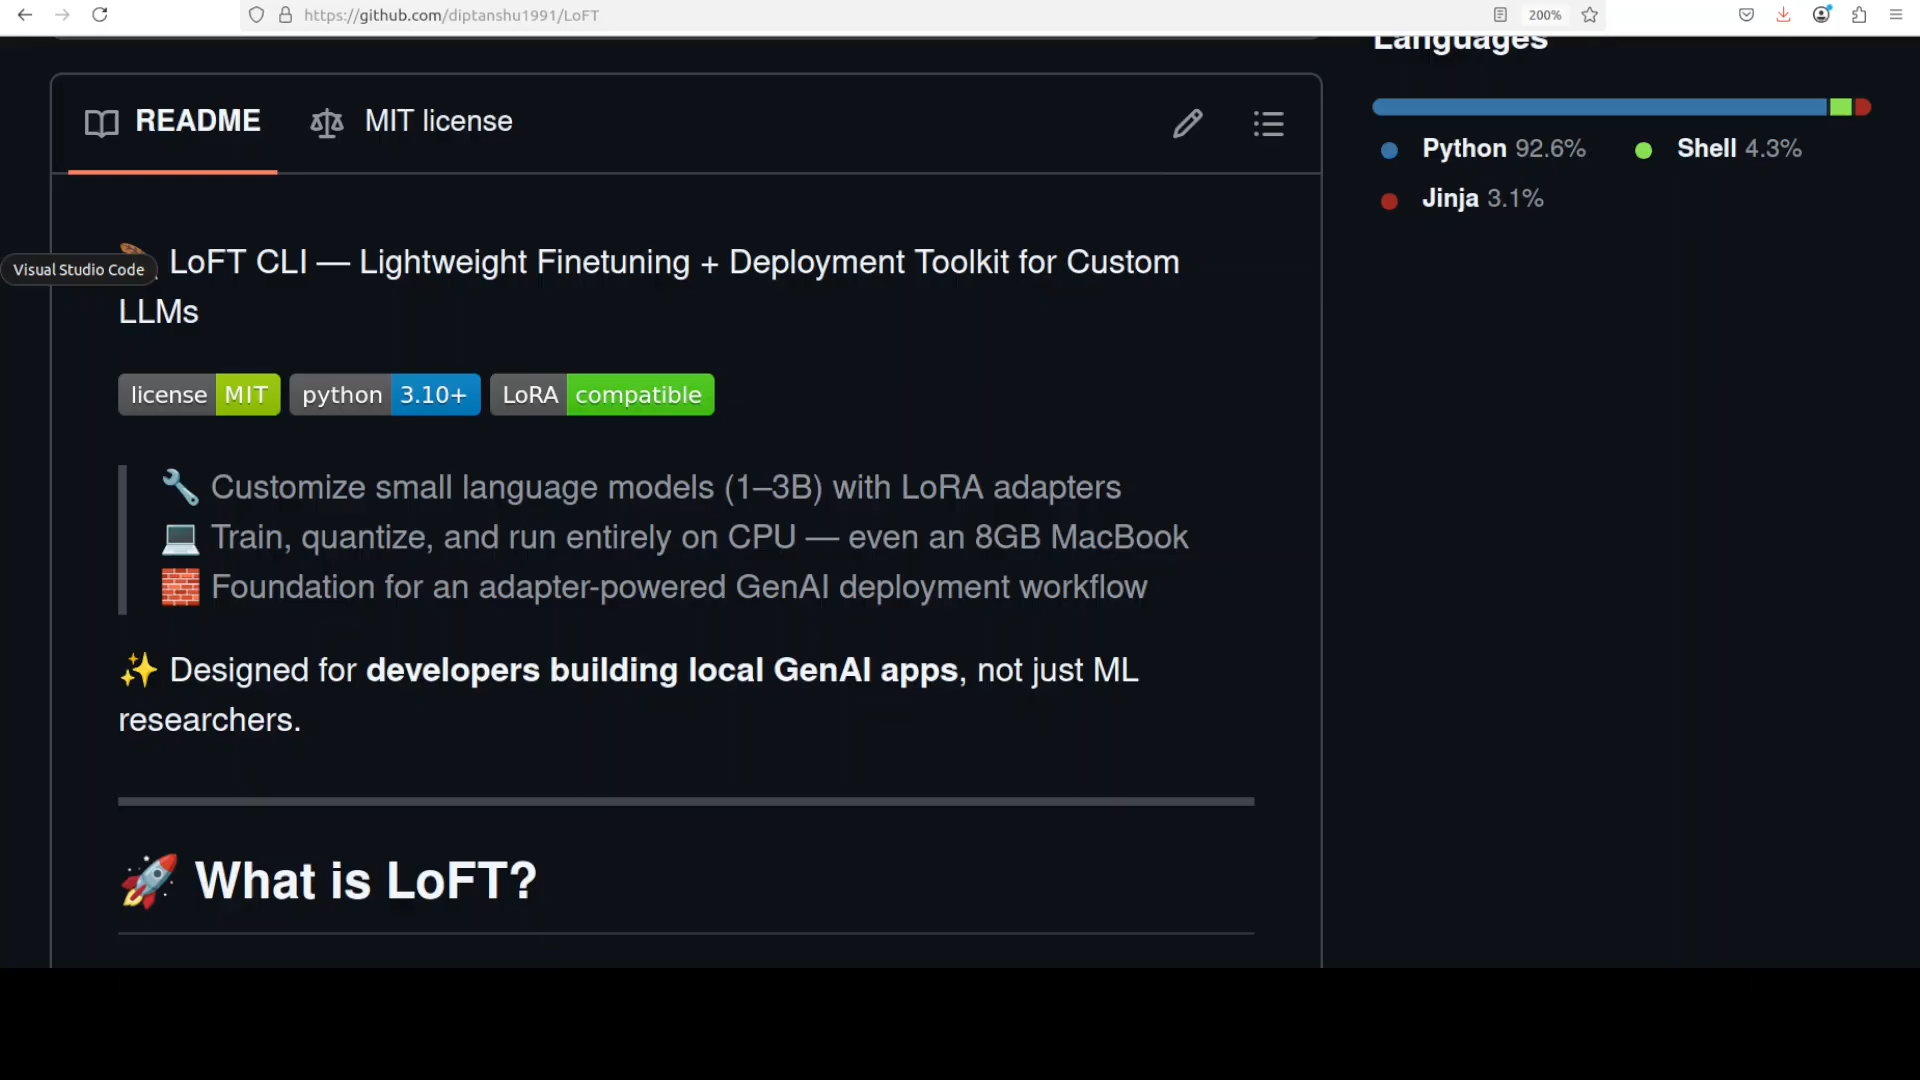 https://github.com/diptanshu1991/LoFT
200%
Languages
README
MIT license
Python 92.6%
Shell 4.3%
Jinja 3.1%
Visual Studio Code
LoFT CLI — Lightweight Finetuning + Deployment Toolkit for Custom
LLMs
license MIT
python 3.10+
LoRA compatible
🔧 Customize small language models (1–3B) with LoRA adapters
💻 Train, quantize, and run entirely on CPU — even an 8GB MacBook
🧱 Foundation for an adapter-powered GenAI deployment workflow
✨ Designed for developers building local GenAI apps, not just ML
researchers.
🚀 What is LoFT?